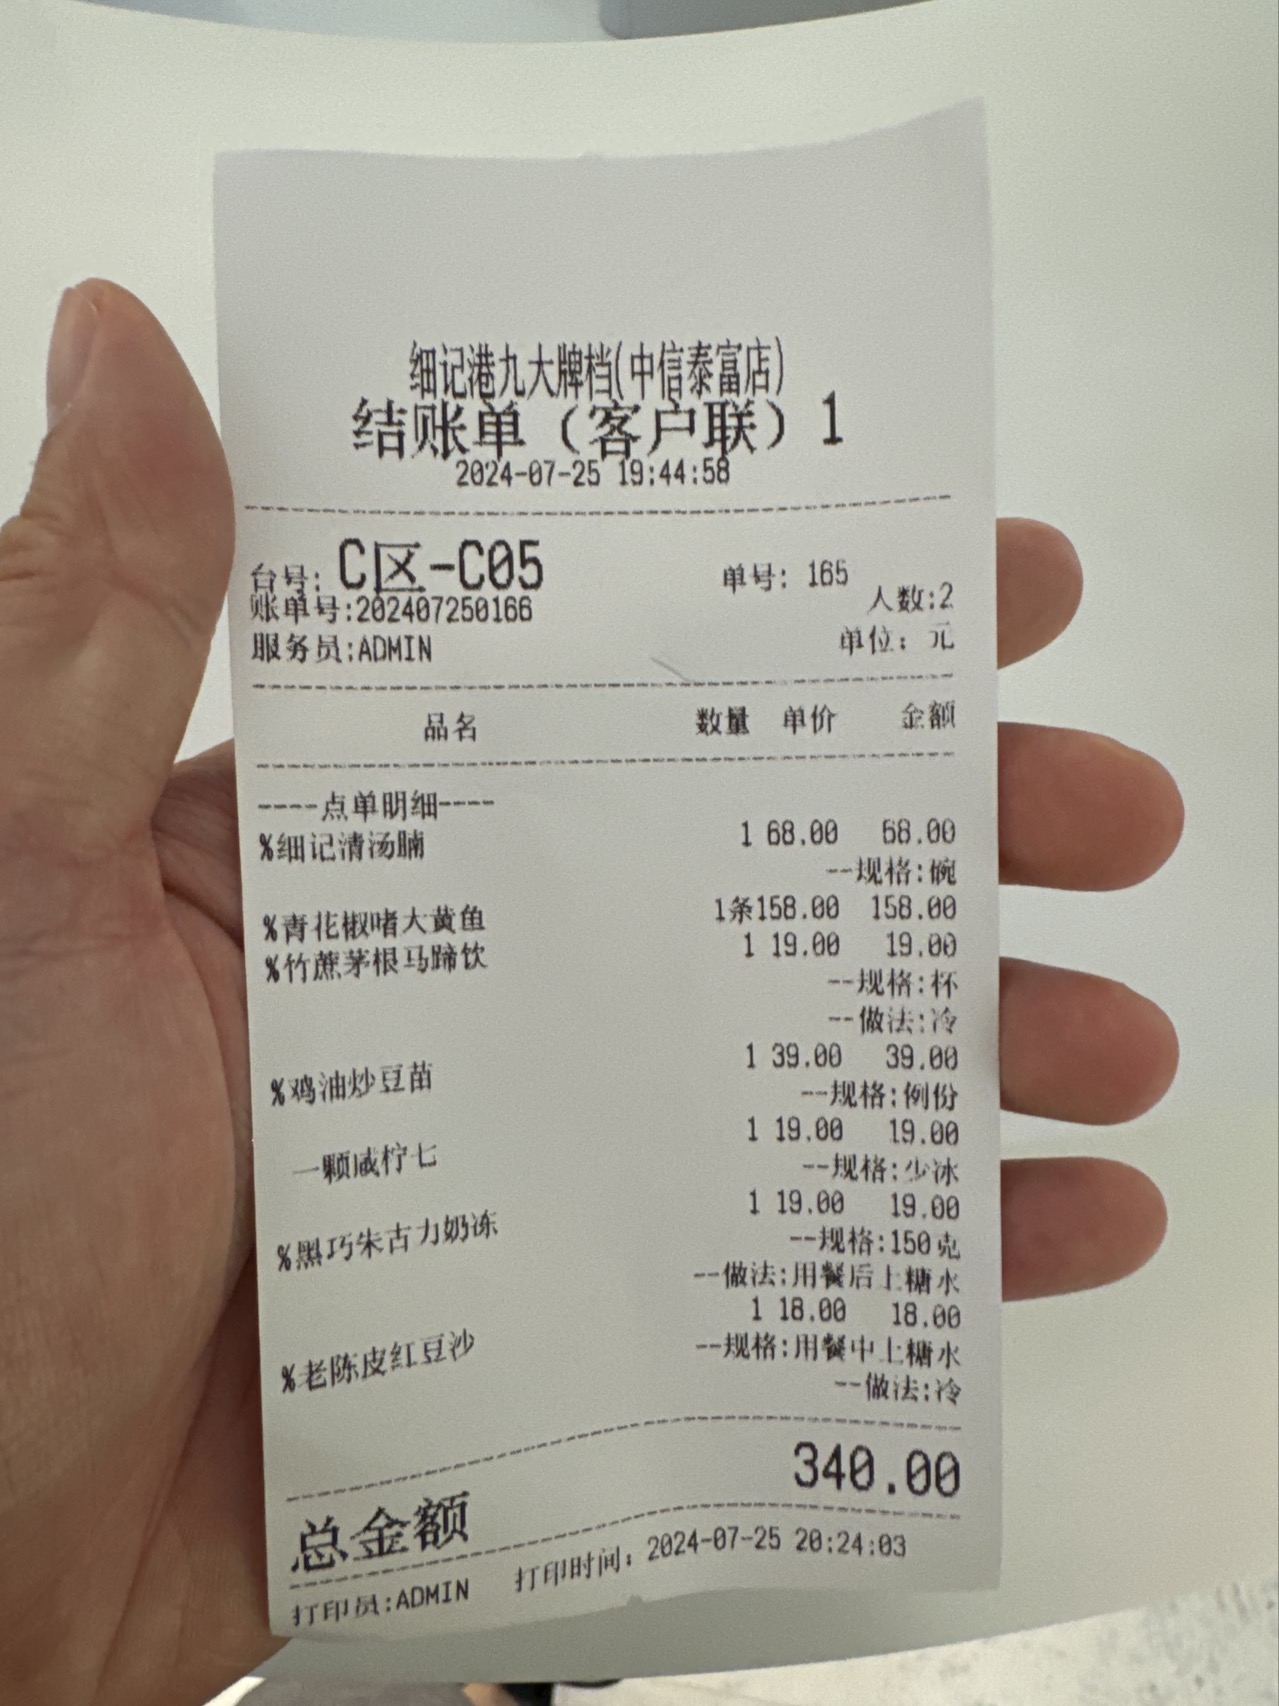 细记港九大牌档(中信泰富店)
结账单（客户联）1
2024-07-25 19:44:58
台号: C区-C05 单号: 165
账单号:202407250166 人数:2
服务员:ADMIN 单位: 元
品名 数量 单价 金额
----点单明细----
%细记清汤腩 1 68.00 68.00
--规格:碗
%青花椒啫大黄鱼 1条158.00 158.00
%竹蔗茅根马蹄饮 1 19.00 19.00
--规格:杯
--做法:冷
%鸡油炒豆苗 1 39.00 39.00
--规格:例份
一颗咸柠七 1 19.00 19.00
--规格:少冰
%黑巧朱古力奶冻 1 19.00 19.00
--规格:150克
--做法:用餐后上糖水
%老陈皮红豆沙 1 18.00 18.00
--规格:用餐中上糖水
--做法:冷
总金额 340.00
打印员:ADMIN 打印时间: 2024-07-25 20:24:03